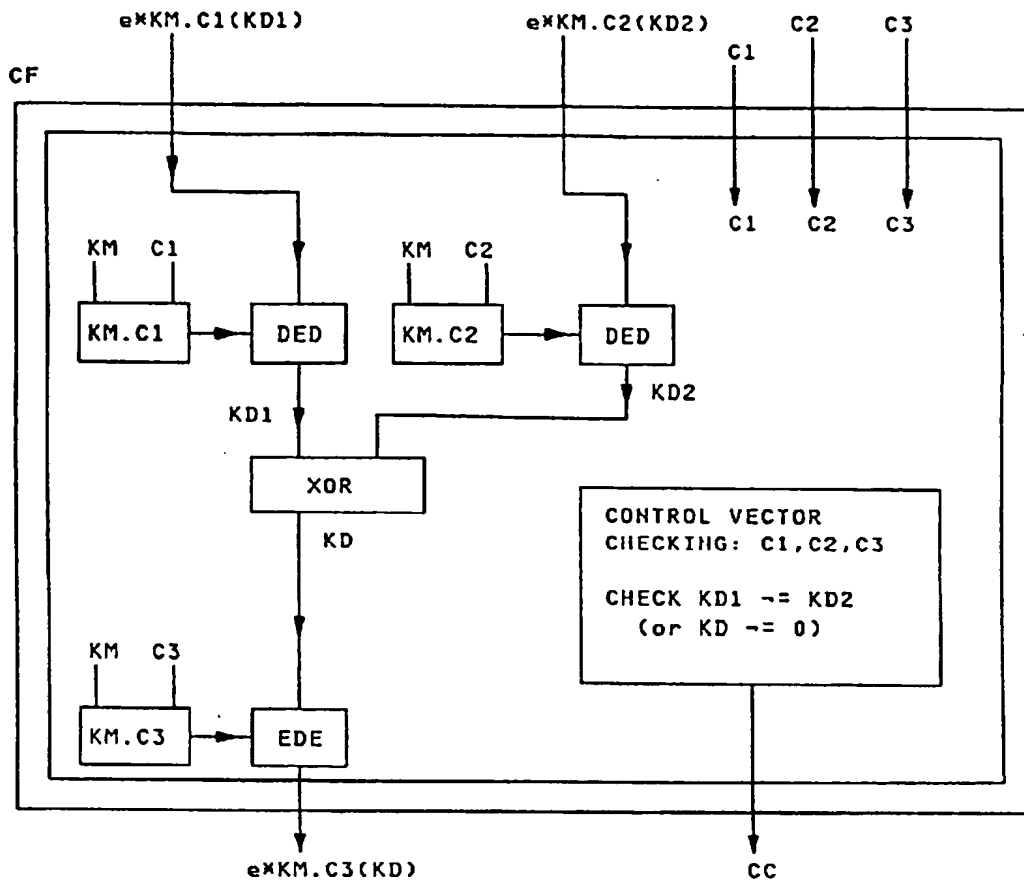 e*KM.C1(KD1)
e*KM.C2(KD2)
C1
C2
C3
CF
C1
C2
C3
KM C1
KM C2
KM.C1
DED
KM.C2
DED
KD1
KD2
XOR
KD
CONTROL VECTOR
CHECKING: C1,C2,C3
CHECK KD1 ¬= KD2
(or KD ¬= 0)
KM C3
KM.C3
EDE
e*KM.C3(KD)
CC